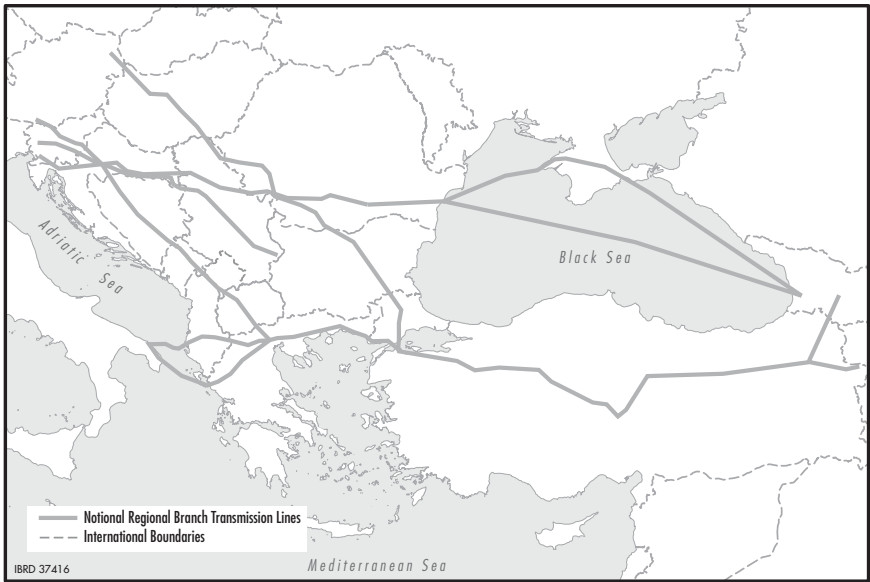 Black Sea
Adriatic Sea
Notional Regional Branch Transmission Lines
International Boundaries
IBRD 37416
Mediterranean Sea